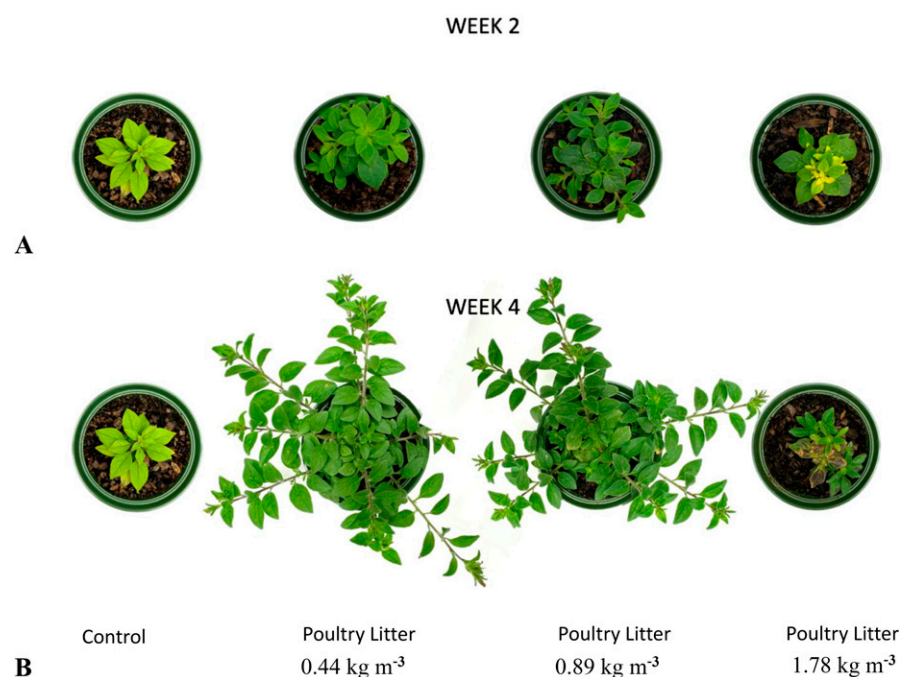 WEEK 2
A
WEEK 4
Control
Poultry Litter
0.44 kg m⁻³
Poultry Litter
0.89 kg m⁻³
Poultry Litter
1.78 kg m⁻³
B